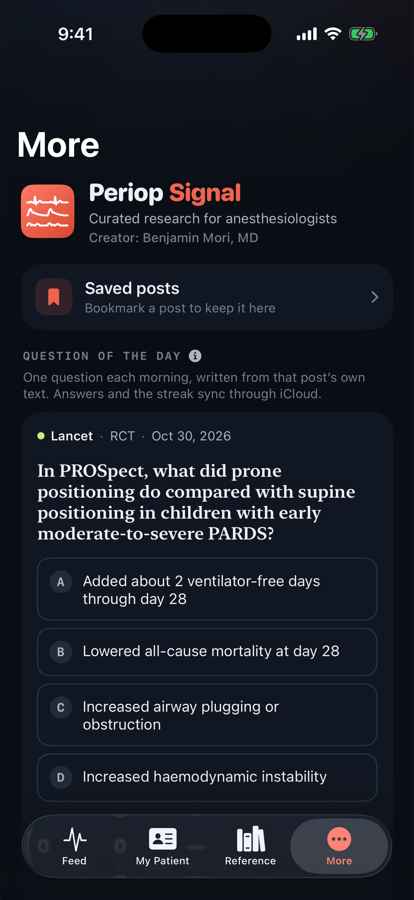 9:41
More
Periop Signal
Curated research for anesthesiologists
Creator: Benjamin Mori, MD
Saved posts
Bookmark a post to keep it here
QUESTION OF THE DAY
One question each morning, written from that post's own
text. Answers and the streak sync through iCloud.
Lancet · RCT · Oct 30, 2026
In PROSpect, what did prone
positioning do compared with supine
positioning in children with early
moderate-to-severe PARDS?
A Added about 2 ventilator-free days
through day 28
B Lowered all-cause mortality at day 28
C Increased airway plugging or
obstruction
D Increased haemodynamic instability
Feed
My Patient
Reference
More